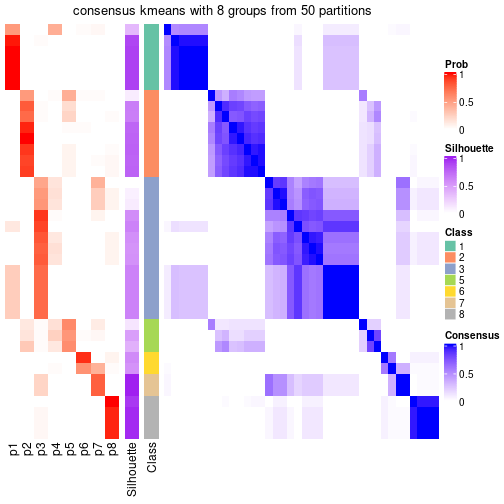 consensus kmeans with 8 groups from 50 partitions
Prob
1
0.5
0
Silhouette
1
0.5
0
Class
1
2
3
4
5
6
7
8
Consensus
1
0.5
0
p1
p2
p3
p4
p5
p6
p7
p8
Silhouette
Class